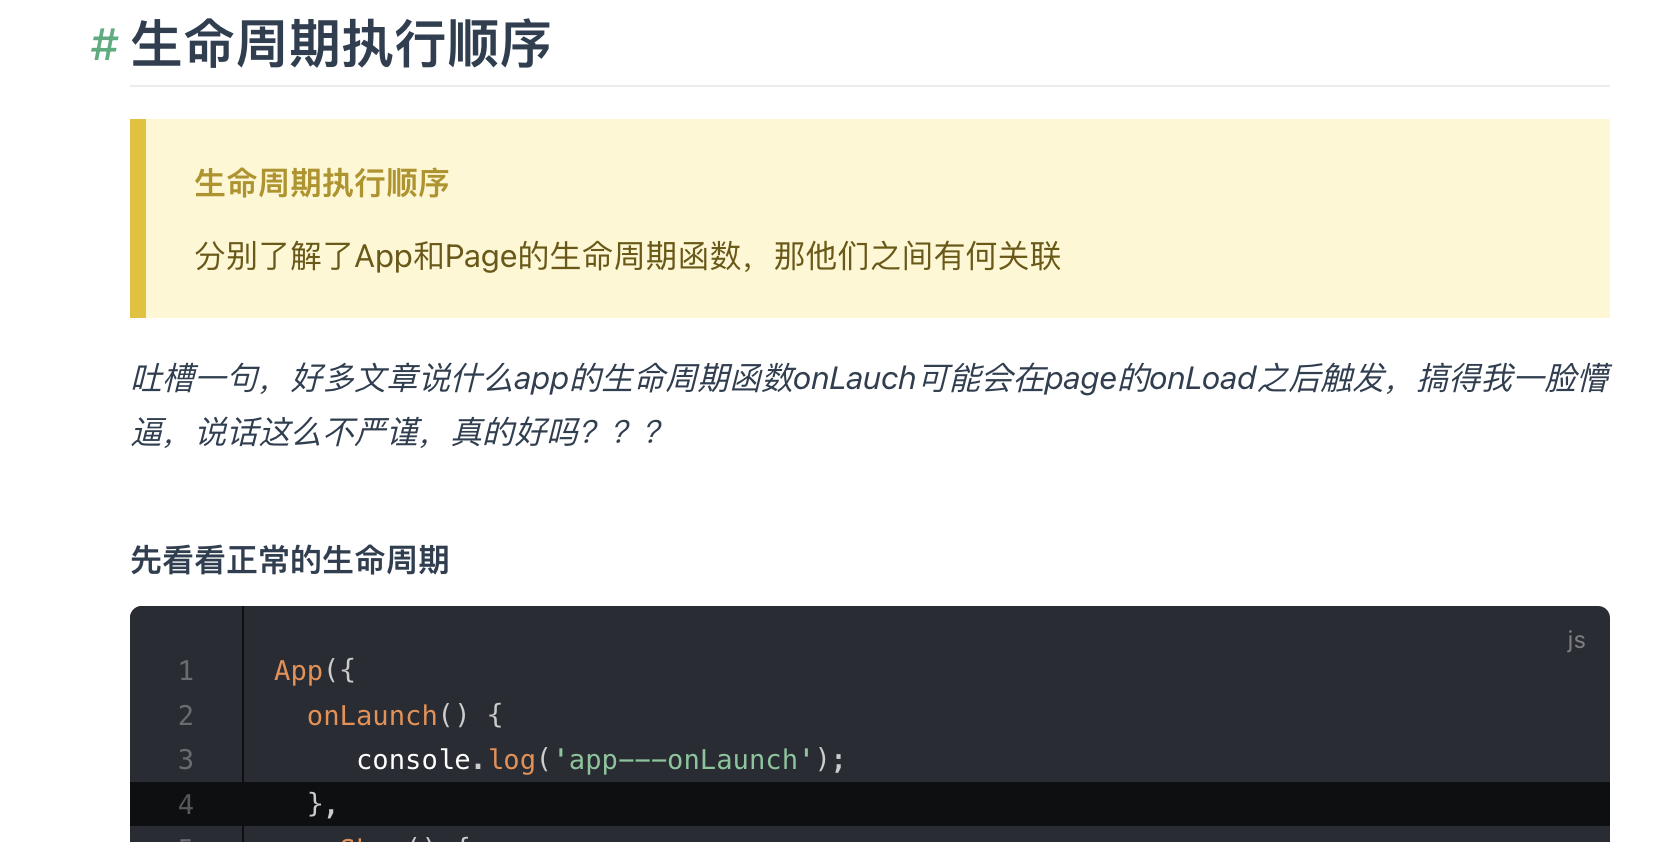 # 生命周期执行顺序
生命周期执行顺序
分别了解了App和Page的生命周期函数，那他们之间有何关联
吐槽一句，好多文章说什么app的生命周期函数onLauch可能会在page的onLoad之后触发，搞得我一脸懵
逼，说话这么不严谨，真的好吗？？？
先看看正常的生命周期
js
1 App({
2   onLaunch() {
3      console.log('app---onLaunch');
4   },